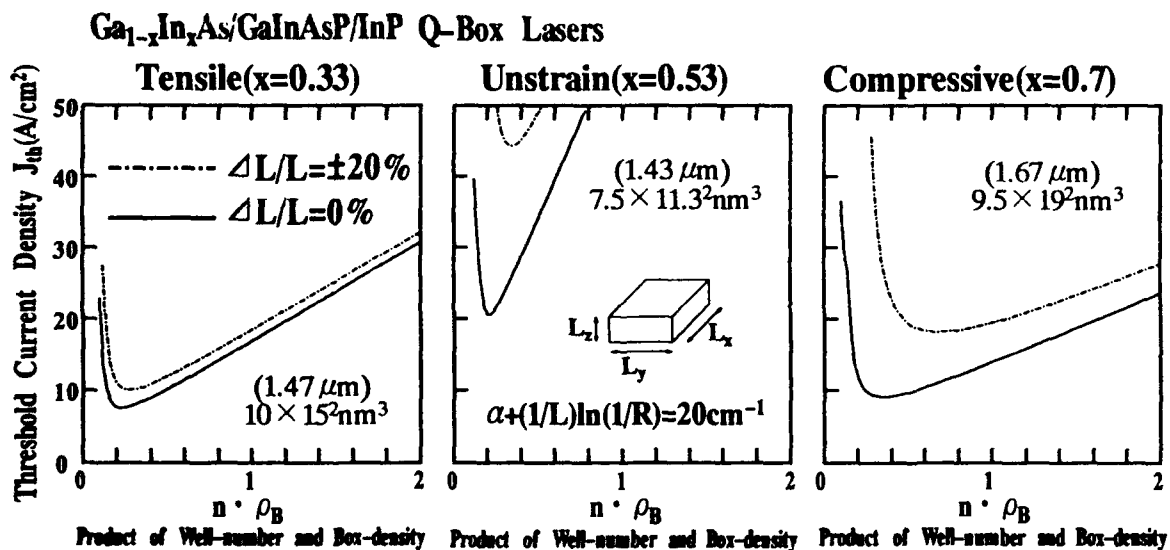 Ga₁₋ₓInₓAs/GaInAsP/InP Q-Box Lasers
Tensile(x=0.33)
Unstrain(x=0.53)
Compressive(x=0.7)
Threshold Current Density Jth(A/cm²)
50
40
30
20
10
0
ΔL/L=±20%
ΔL/L=0%
(1.47 μm)
10×15²nm³
0
1
2
n · ρB
Product of Well-number and Box-density
(1.43 μm)
7.5×11.3²nm³
Lz
Lx
Ly
α+(1/L)ln(1/R)=20cm⁻¹
0
1
2
n · ρB
Product of Well-number and Box-density
(1.67 μm)
9.5×19²nm³
0
1
2
n · ρB
Product of Well-number and Box-density